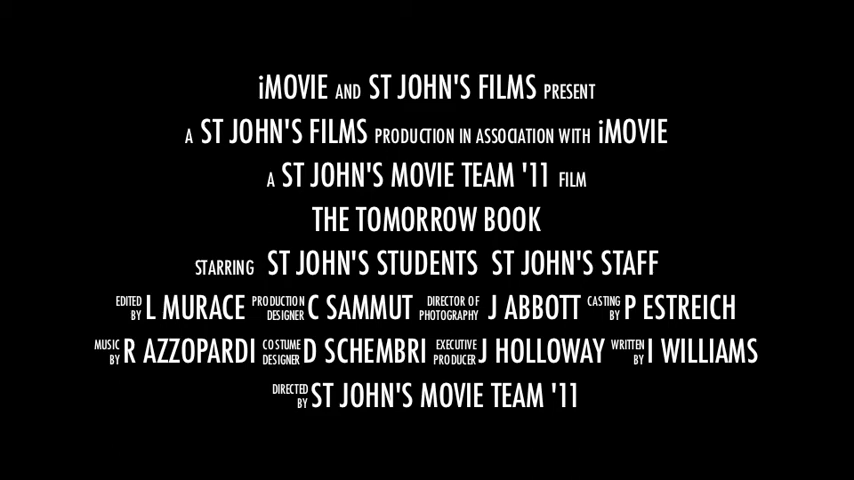 iMOVIE AND ST JOHN'S FILMS PRESENT
A ST JOHN'S FILMS PRODUCTION IN ASSOCIATION WITH iMOVIE
A ST JOHN'S MOVIE TEAM '11 FILM
THE TOMORROW BOOK
STARRING ST JOHN'S STUDENTS ST JOHN'S STAFF
EDITED BY L MURACE PRODUCTION DESIGNER C SAMMUT DIRECTOR OF PHOTOGRAPHY J ABBOTT CASTING BY P ESTREICH
MUSIC BY R AZZOPARDI COSTUME DESIGNER D SCHEMBRI EXECUTIVE PRODUCER J HOLLOWAY WRITTEN BY I WILLIAMS
DIRECTED BY ST JOHN'S MOVIE TEAM '11